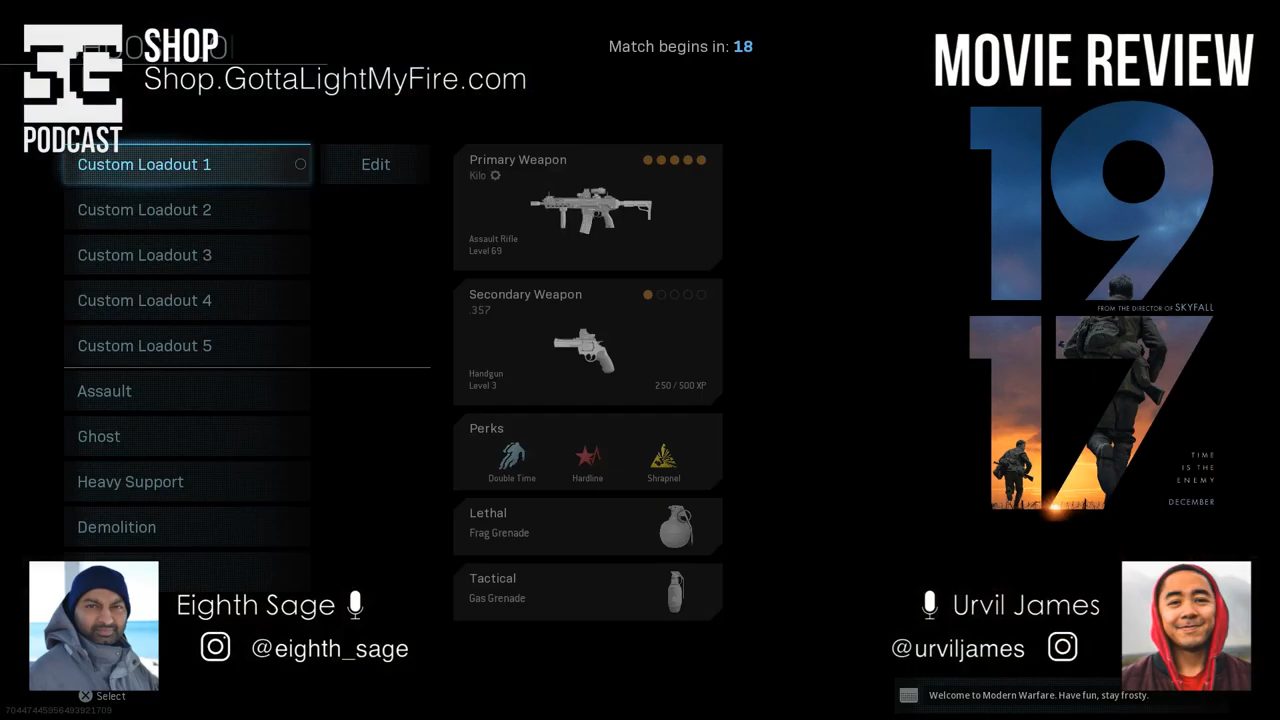 SG
PODCAST
SHOP
Shop.GottaLightMyFire.com
Match begins in: 18
MOVIE REVIEW
Custom Loadout 1
Edit
Custom Loadout 2
Custom Loadout 3
Custom Loadout 4
Custom Loadout 5
Assault
Ghost
Heavy Support
Demolition
Primary Weapon
Kilo
Assault Rifle
Level 69
Secondary Weapon
.357
Handgun
Level 3
250 / 500 XP
Perks
Double Time
Hardline
Shrapnel
Lethal
Frag Grenade
Tactical
Gas Grenade
19
FROM THE DIRECTOR OF SKYFALL
17
TIME
IS THE
ENEMY
DECEMBER
Eighth Sage
@eighth_sage
Urvil James
@urviljames
Select
Welcome to Modern Warfare. Have fun, stay frosty.
70447445956493921709